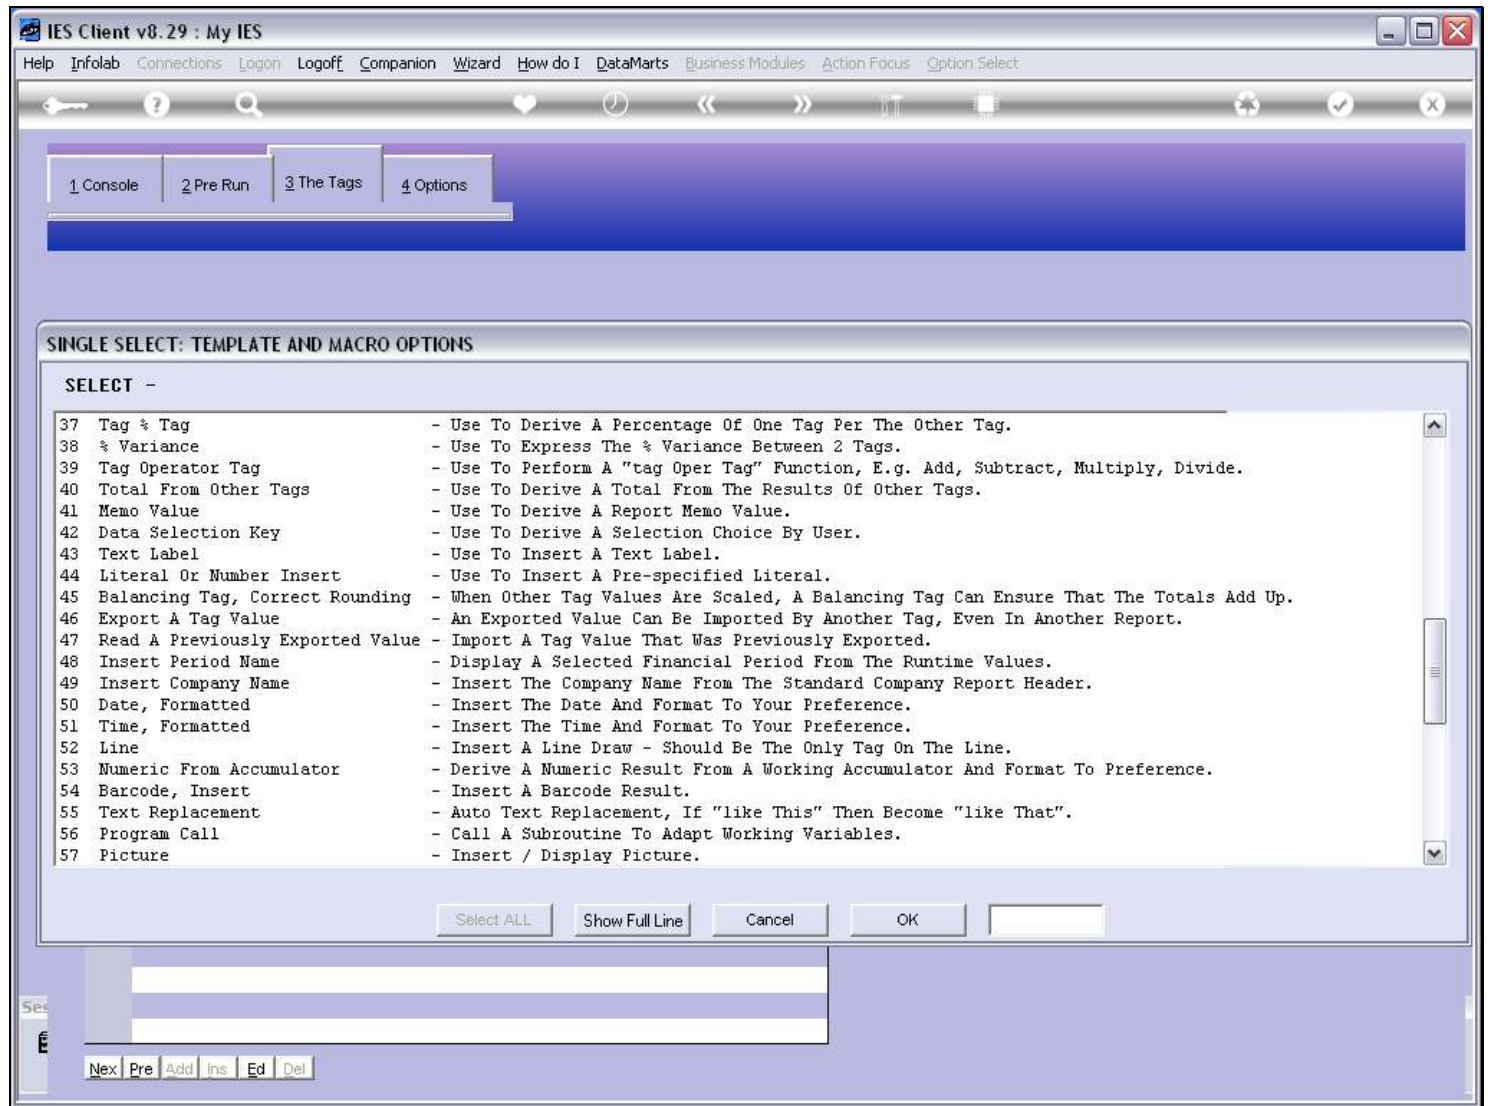 IES Client v8.29 : My IES
Help Infolab Connections Logon Logoff Companion Wizard How do I DataMarts Business Modules Action Focus Option Select
1 Console 2 Pre Run 3 The Tags 4 Options
SINGLE SELECT: TEMPLATE AND MACRO OPTIONS
SELECT -
37 Tag % Tag - Use To Derive A Percentage Of One Tag Per The Other Tag.
38 % Variance - Use To Express The % Variance Between 2 Tags.
39 Tag Operator Tag - Use To Perform A "tag Oper Tag" Function, E.g. Add, Subtract, Multiply, Divide.
40 Total From Other Tags - Use To Derive A Total From The Results Of Other Tags.
41 Memo Value - Use To Derive A Report Memo Value.
42 Data Selection Key - Use To Derive A Selection Choice By User.
43 Text Label - Use To Insert A Text Label.
44 Literal Or Number Insert - Use To Insert A Pre-specified Literal.
45 Balancing Tag, Correct Rounding - When Other Tag Values Are Scaled, A Balancing Tag Can Ensure That The Totals Add Up.
46 Export A Tag Value - An Exported Value Can Be Imported By Another Tag, Even In Another Report.
47 Read A Previously Exported Value - Import A Tag Value That Was Previously Exported.
48 Insert Period Name - Display A Selected Financial Period From The Runtime Values.
49 Insert Company Name - Insert The Company Name From The Standard Company Report Header.
50 Date, Formatted - Insert The Date And Format To Your Preference.
51 Time, Formatted - Insert The Time And Format To Your Preference.
52 Line - Insert A Line Draw - Should Be The Only Tag On The Line.
53 Numeric From Accumulator - Derive A Numeric Result From A Working Accumulator And Format To Preference.
54 Barcode, Insert - Insert A Barcode Result.
55 Text Replacement - Auto Text Replacement, If "like This" Then Become "like That".
56 Program Call - Call A Subroutine To Adapt Working Variables.
57 Picture - Insert / Display Picture.
Select ALL Show Full Line Cancel OK
Ses
Nex Pre Add Ins Ed Del